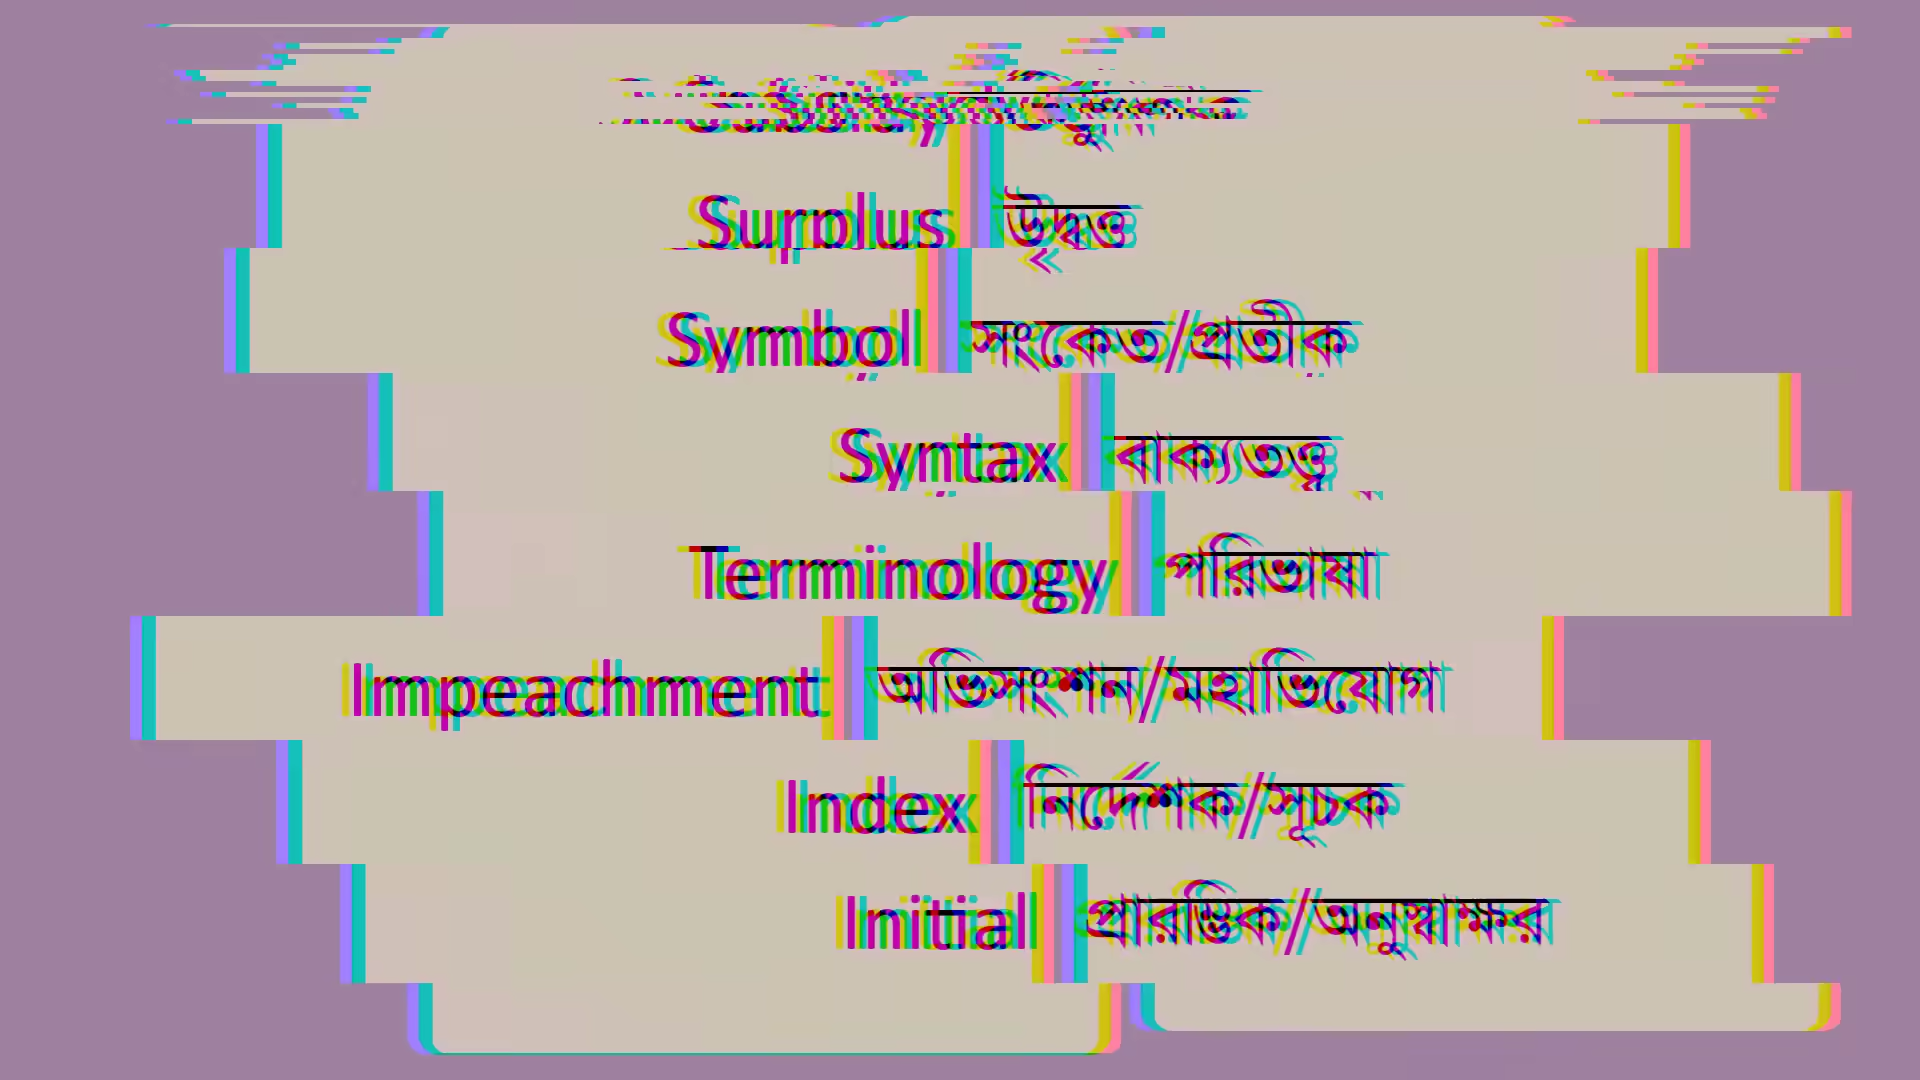 Surplus উদ্বৃত্ত
Symbol সংকেত/প্রতীক
Syntax বাক্যতত্ত্ব
Terminology পরিভাষা
Impeachment অভিসংশন/মহাভিযোগ
Index নির্দেশক/সূচক
Initial প্রারম্ভিক/অনুস্বাক্ষর